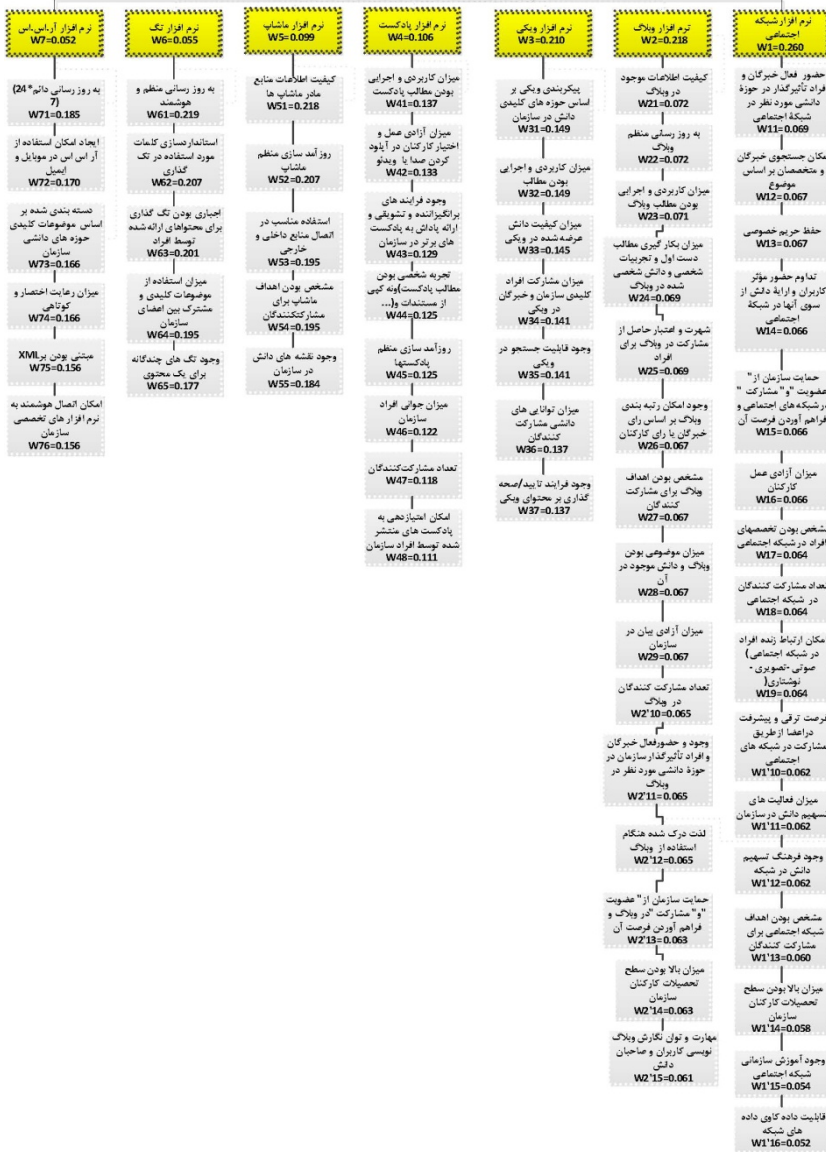 نرم افزار شبکه
اجتماعی
W1=0.260
حضور فعال خبرگان و
افراد تأثیرگذار در حوزۀ
دانشی مورد نظر در
شبکۀ اجتماعی
W11=0.069
مکان جستجوی خبرگان
و متخصصان بر اساس
موضوع
W12=0.067
حفظ حریم خصوصی
W13=0.067
تداوم حضور مؤثر
کاربران و ارایۀ دانش از
سوی آنها در شبکۀ
اجتماعی
W14=0.066
حمایت سازمان از"
عضویت "و" مشارکت "
در شبکه های اجتماعی و
فراهم آوردن فرصت آن
W15=0.066
میزان آزادی عمل
کارکنان
W16=0.066
مشخص بودن تخصصهای
افراد در شبکه اجتماعی
W17=0.064
تعداد مشارکت کنندگان
در شبکه اجتماعی
W18=0.064
مکان ارتباط زنده افراد
در شبکه اجتماعی)
صوتی -تصویری -
نوشتاری(
W19=0.064
فرصت ترقی و پیشرفت
دراعضا از طریق
مشارکت در شبکه های
اجتماعی
W1'10=0.062
میزان فعالیت های
تسهیم دانش در سازمان
W1'11=0.062
وجود فرهنگ تسهیم
دانش در شبکه
W1'12=0.062
مشخص بودن اهداف
شبکه اجتماعی برای
مشارکت کنندگان
W1'13=0.060
میزان بالا بودن سطح
تحصیلات کارکنان
سازمان
W1'14=0.058
وجود آموزش سازمانی
شبکه اجتماعی
W1'15=0.054
قابلیت داده کاوی داده
های شبکه
W1'16=0.052
نرم افزار وبلاگ
W2=0.218
کیفیت اطلاعات موجود
در وبلاگ
W21=0.072
به روز رسانی منظم
وبلاگ
W22=0.072
میزان کاربردی و اجرایی
بودن مطالب وبلاگ
W23=0.071
میزان بکار گیری مطالب
دست اول و تجربیات
شخصی و دانش شخصی
شده در وبلاگ
W24=0.069
شهرت و اعتبار حاصل از
مشارکت در وبلاگ برای
افراد
W25=0.069
وجود امکان رتبه بندی
وبلاگ بر اساس رای
خبرگان یا رای کارکنان
W26=0.067
مشخص بودن اهداف
وبلاگ برای مشارکت
کنندگان
W27=0.067
میزان موضوعی بودن
وبلاگ و دانش موجود در
آن
W28=0.067
میزان آزادی بیان در
سازمان
W29=0.067
تعداد مشارکت کنندگان
در وبلاگ
W2'10=0.065
وجود و حضورفعال خبرگان
و افراد تأثیرگذار سازمان در
حوزۀ دانشی مورد نظر در
وبلاگ
W2'11=0.065
لذت درک شده هنگام
استفاده از وبلاگ
W2'12=0.065
حمایت سازمان از" عضویت
"و" مشارکت "در وبلاگ و
فراهم آوردن فرصت آن
W2'13=0.063
میزان بالا بودن سطح
تحصیلات کارکنان
سازمان
W2'14=0.063
مهارت و توان نگارش وبلاگ
نویسی کاربران و صاحبان
دانش
W2'15=0.061
نرم افزار ویکی
W3=0.210
پیکربندی ویکی بر
اساس حوزه های کلیدی
دانش در سازمان
W31=0.149
میزان کاربردی و اجرایی
بودن مطالب
W32=0.149
میزان کیفیت دانش
عرضه شده در ویکی
W33=0.145
میزان مشارکت افراد
کلیدی سازمان و خبرگان
در ویکی
W34=0.141
وجود قابلیت جستجو در
ویکی
W35=0.141
میزان توانایی های
دانشی مشارکت
کنندگان
W36=0.137
وجود فرایند تایید/صحه
گذاری بر محتوای ویکی
W37=0.137
نرم افزار پادکست
W4=0.106
میزان کاربردی و اجرایی
بودن مطالب پادکست
W41=0.137
میزان آزادی عمل و
اختیار کارکنان در آپلود
کردن صدا یا ویدئو
W42=0.133
وجود فرایند های
برانگیزاننده و تشویقی و
ارائه پاداش به پادکست
های برتر در سازمان
W43=0.129
تجربه شخصی بودن
مطالب پادکست)ونه کپی
از مستندات و(...
W44=0.125
روزآمد سازی منظم
پادکستها
W45=0.125
میزان جوانی افراد
سازمان
W46=0.122
تعداد مشارکت‌کنندگان
W47=0.118
امکان امتیازدهی به
پادکست های منتشر
شده توسط افراد سازمان
W48=0.111
نرم افزار ماشاپ
W5=0.099
کیفیت اطلاعات منابع
مادر ماشاپ ها
W51=0.218
روز آمد سازی منظم
ماشاپ
W52=0.207
استفاده مناسب در
اتصال منابع داخلی و
خارجی
W53=0.195
مشخص بودن اهداف
ماشاپ برای
مشارکتکنندگان
W54=0.195
وجود نقشه های دانش
در سازمان
W55=0.184
نرم افزار تگ
W6=0.055
به روز رسانی منظم و
هوشمند
W61=0.219
استانداردسازی کلمات
مورد استفاده در تگ
گذاری
W62=0.207
اجباری بودن تگ گذاری
برای محتواهای ارائه شده
توسط افراد
W63=0.201
میزان استفاده از
موضوعات کلیدی و
مشترک بین اعضای
سازمان
W64=0.195
وجود تگ های چندگانه
برای یک محتوی
W65=0.177
نرم افزار آر.اس.اس
W7=0.052
به روز رسانی دائم* 24)
(7
W71=0.185
ایجاد امکان استفاده از
آر اس اس در موبایل و
ایمیل
W72=0.170
دسته بندی شده بر
اساس موضوعات کلیدی
حوزه های دانشی
سازمان
W73=0.166
میزان رعایت اختصار و
کوتاهی
W74=0.166
مبتنی بودن برXML
W75=0.156
امکان اتصال هوشمند به
نرم افزار های تخصصی
سازمان
W76=0.156